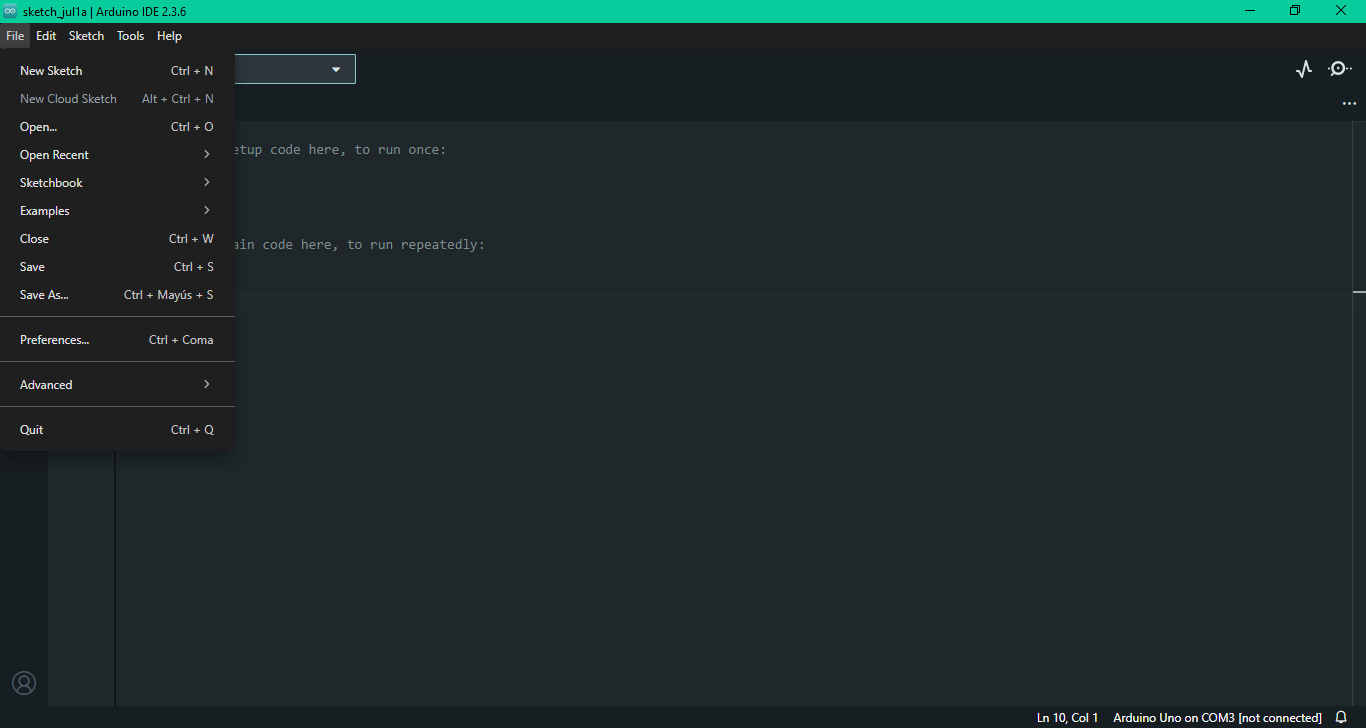 sketch_jul1a | Arduino IDE 2.3.6
File Edit Sketch Tools Help
New Sketch Ctrl + N
New Cloud Sketch Alt + Ctrl + N
Open... Ctrl + O
Open Recent
Sketchbook
Examples
Close Ctrl + W
Save Ctrl + S
Save As... Ctrl + Mayús + S
Preferences... Ctrl + Coma
Advanced
Quit Ctrl + Q
etup code here, to run once:
ain code here, to run repeatedly:
Ln 10, Col 1 Arduino Uno on COM3 [not connected]